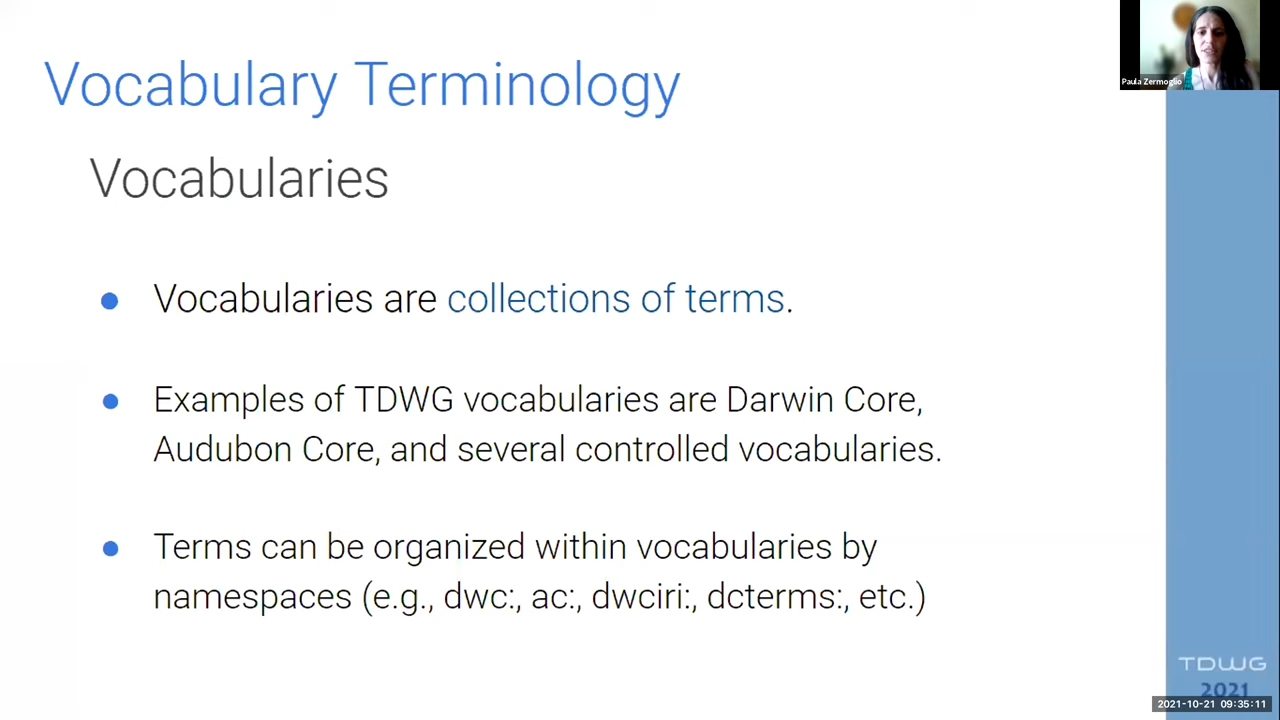 Vocabulary Terminology
Paula Zermoglio
Vocabularies
● Vocabularies are collections of terms.
● Examples of TDWG vocabularies are Darwin Core,
Audubon Core, and several controlled vocabularies.
● Terms can be organized within vocabularies by
namespaces (e.g., dwc:, ac:, dwciri:, dcterms:, etc.)
TDWG
2021
2021-10-21 09:35:11